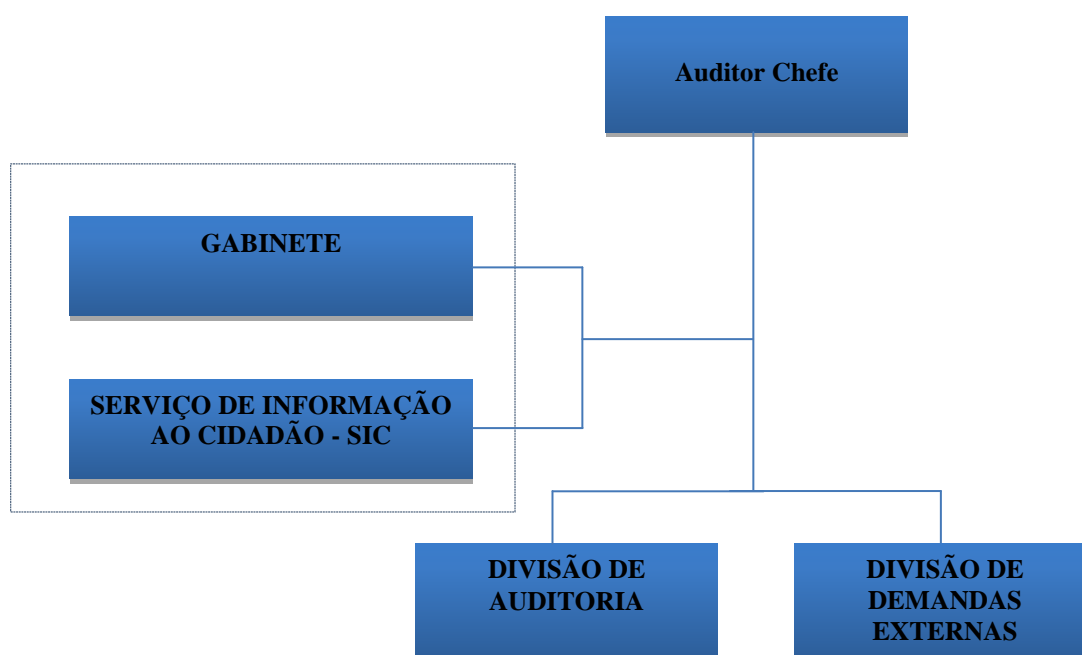 Auditor Chefe
GABINETE
SERVIÇO DE INFORMAÇÃO
AO CIDADÃO - SIC
DIVISÃO DE
AUDITORIA
DIVISÃO DE
DEMANDAS
EXTERNAS